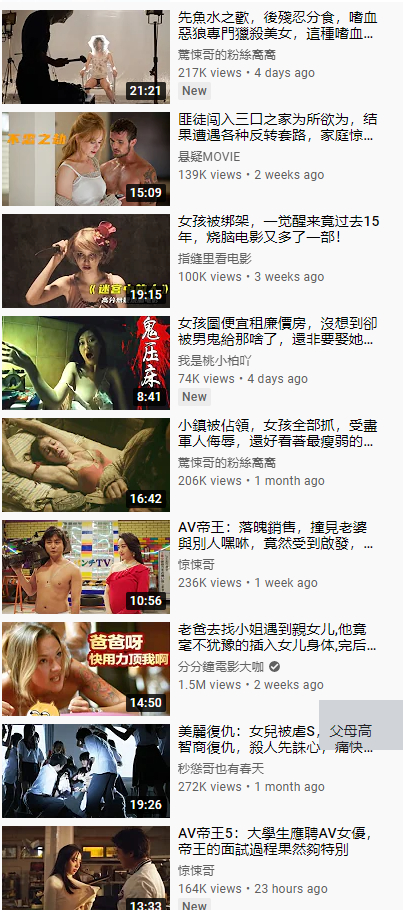 先魚水之歡，後殘忍分食，嗜血
惡狼專門獵殺美女，這種嗜血...
驚悚哥的粉絲窩窩
217K views • 4 days ago
New
21:21
匪徒闯入三口之家为所欲为，结
果遭遇各种反转套路，家庭惊...
悬疑MOVIE
139K views • 2 weeks ago
15:09
女孩被绑架，一觉醒来竟过去15
年，烧脑电影又多了一部！
指缝里看电影
100K views • 3 weeks ago
19:15
女孩圖便宜租廉價房，沒想到卻
被男鬼給那啥了，還非要娶她...
我是桃小柏吖
74K views • 4 days ago
New
鬼压床
8:41
小鎮被佔領，女孩全部抓，受盡
軍人侮辱，還好看著最瘦弱的...
驚悚哥的粉絲窩窩
206K views • 1 month ago
16:42
AV帝王：落魄銷售，撞見老婆
與別人嘿咻，竟然受到啟發，...
惊悚哥
236K views • 1 week ago
10:56
老爸去找小姐遇到親女儿,他竟
毫不犹豫的插入女儿身体,完后...
分分鐘電影大咖
1.5M views • 2 weeks ago
爸爸呀
快用力顶我啊
14:50
美麗復仇：女兒被虐S，父母高
智商復仇，殺人先誅心，痛快...
秒慫哥也有春天
272K views • 1 month ago
19:26
AV帝王5：大學生應聘AV女優，
帝王的面試過程果然夠特別
惊悚哥
164K views • 23 hours ago
New
13:33